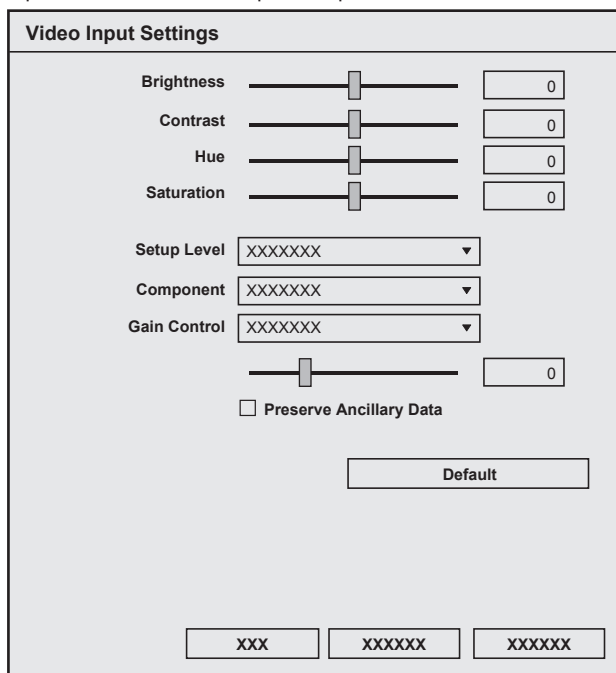 Video Input Settings
Brightness 0
Contrast 0
Hue 0
Saturation 0
Setup Level XXXXXXX
Component XXXXXXX
Gain Control XXXXXXX
0
Preserve Ancillary Data
Default
XXX XXXXXX XXXXXX